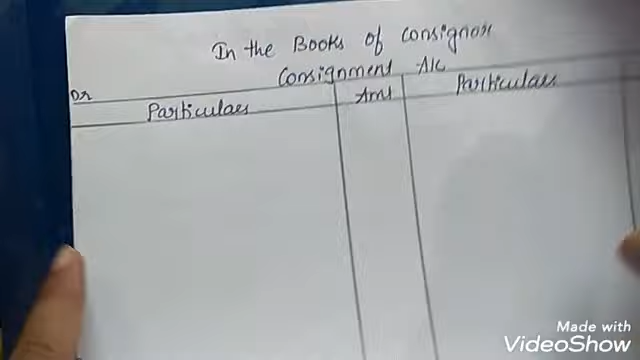 In the Books of Consignor
Consignment A/c
Dr
Particulars Amt Particulars
Made with
VideoShow